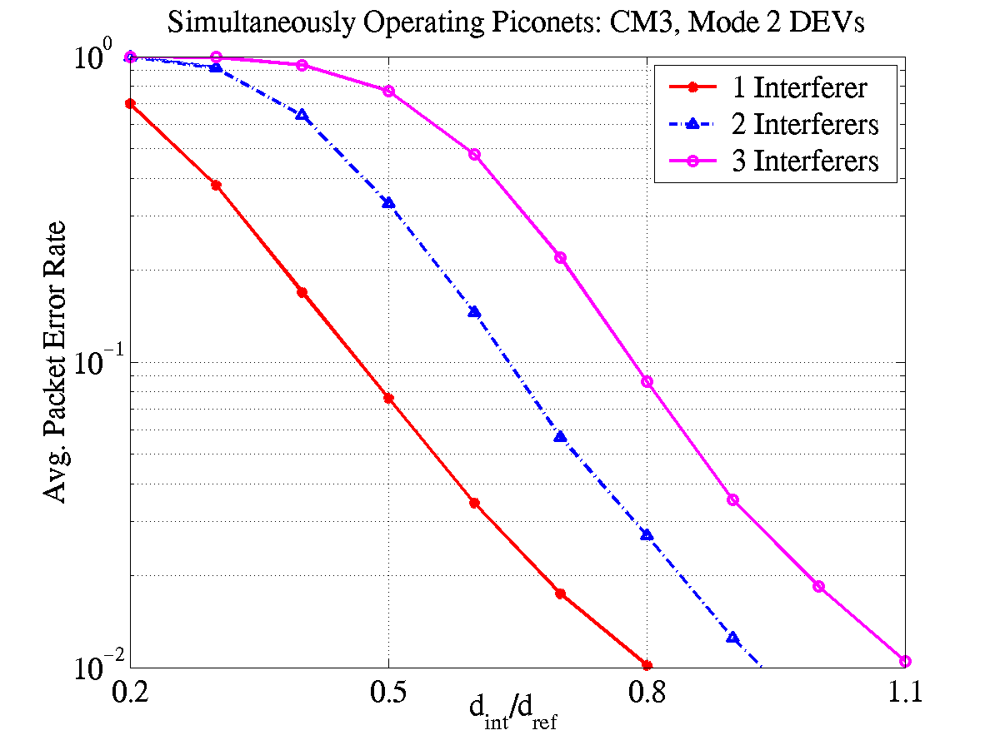 Simultaneously Operating Piconets: CM3, Mode 2 DEVs
1 Interferer
2 Interferers
3 Interferers
Avg. Packet Error Rate
10^0
10^−1
10^−2
0.2 0.5 0.8 1.1
d_int/d_ref